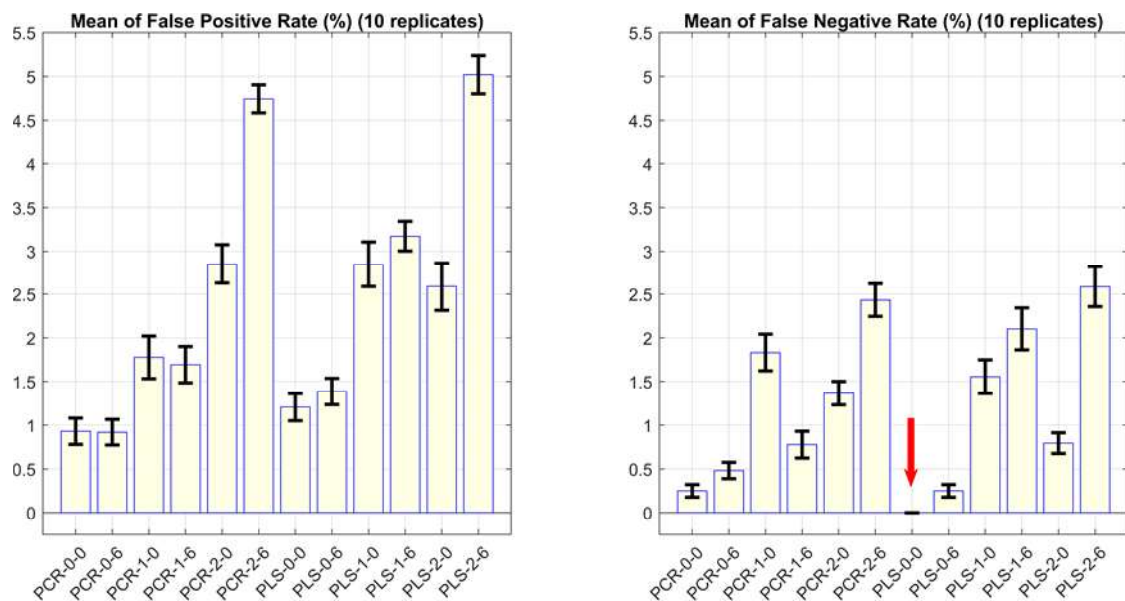 Mean of False Positive Rate (%) (10 replicates)
5.5
5
4.5
4
3.5
3
2.5
2
1.5
1
0.5
0
PCR-0-0
PCR-0-6
PCR-1-0
PCR-1-6
PCR-2-0
PCR-2-6
PLS-0-0
PLS-0-6
PLS-1-0
PLS-1-6
PLS-2-0
PLS-2-6
Mean of False Negative Rate (%) (10 replicates)
5.5
5
4.5
4
3.5
3
2.5
2
1.5
1
0.5
0
PCR-0-0
PCR-0-6
PCR-1-0
PCR-1-6
PCR-2-0
PCR-2-6
PLS-0-0
PLS-0-6
PLS-1-0
PLS-1-6
PLS-2-0
PLS-2-6